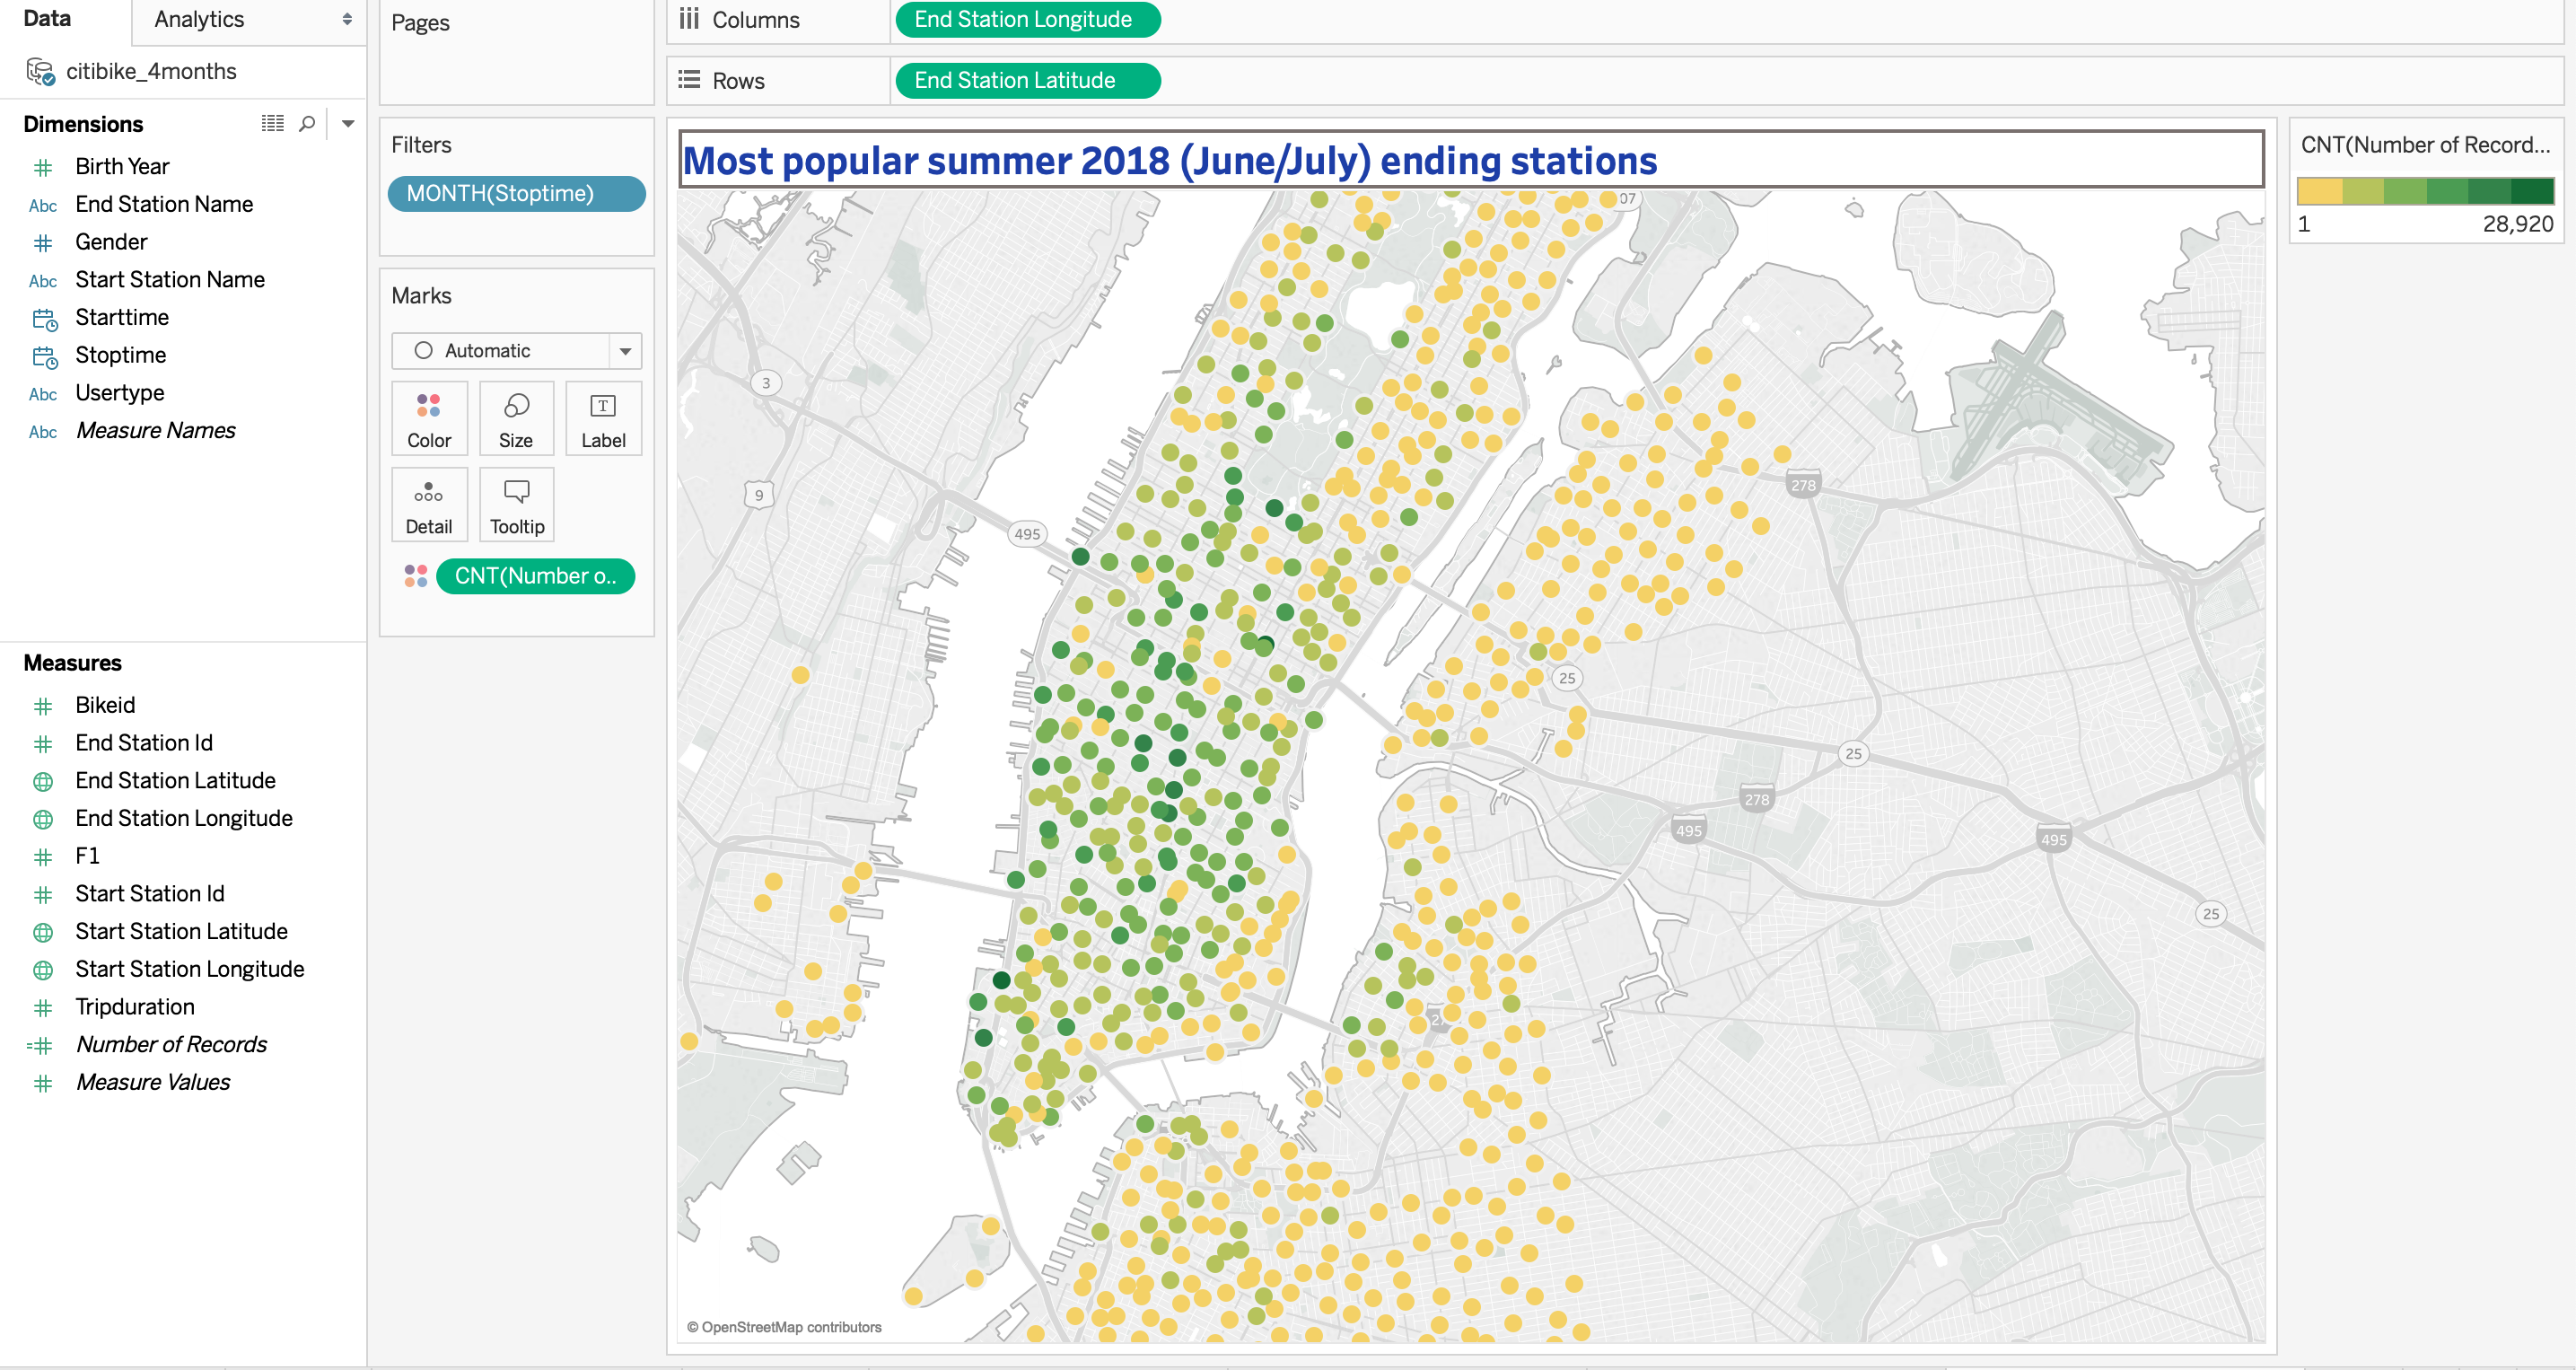 Data
Analytics
citibike_4months
Dimensions
Birth Year
Abc End Station Name
Gender
Abc Start Station Name
Starttime
Stoptime
Abc Usertype
Abc Measure Names
Measures
Bikeid
End Station Id
End Station Latitude
End Station Longitude
F1
Start Station Id
Start Station Latitude
Start Station Longitude
Tripduration
Number of Records
Measure Values
Pages
Filters
MONTH(Stoptime)
Marks
Automatic
Color
Size
T
Label
Detail
Tooltip
CNT(Number o..
Columns
End Station Longitude
Rows
End Station Latitude
Most popular summer 2018 (June/July) ending stations
07
3
9
495
278
25
25
278
495
495
25
© OpenStreetMap contributors
CNT(Number of Record...
1
28,920